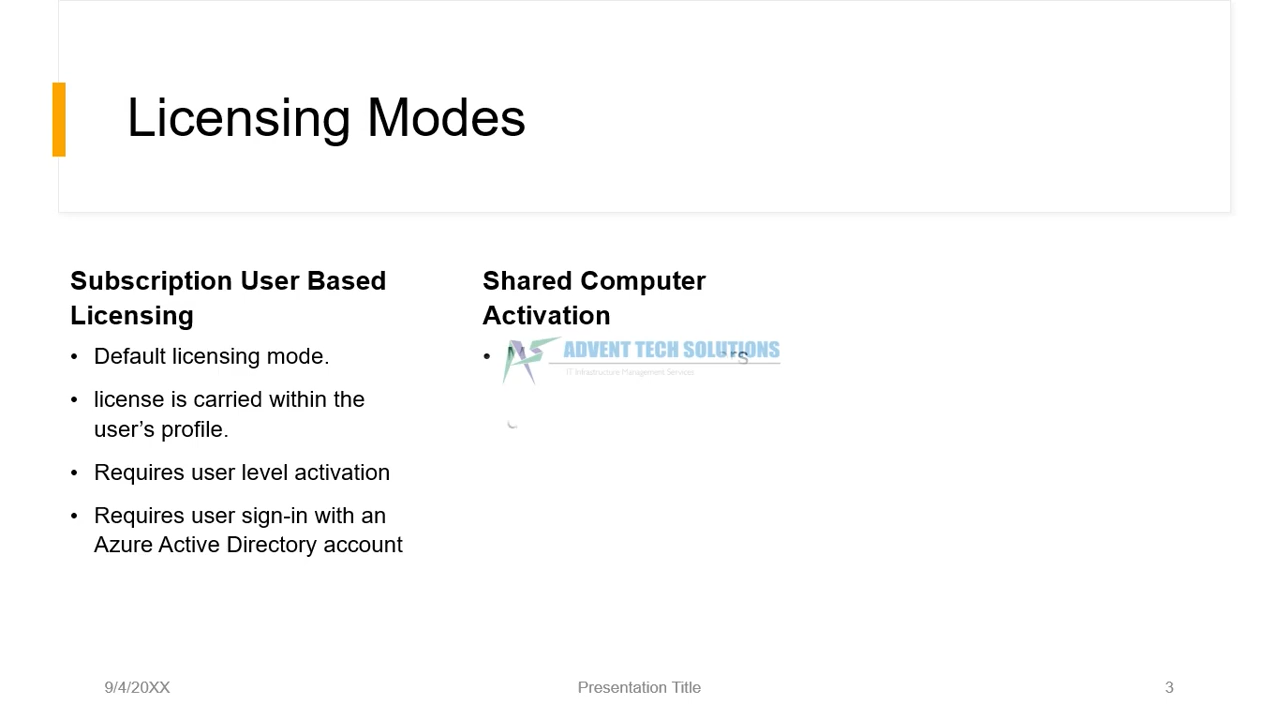 Licensing Modes
Subscription User Based
Licensing
• Default licensing mode.
• license is carried within the
user’s profile.
• Requires user level activation
• Requires user sign-in with an
Azure Active Directory account
Shared Computer
Activation
•
ADVENT TECH SOLUTIONS
IT Infrastructure Management Services
9/4/20XX
Presentation Title
3